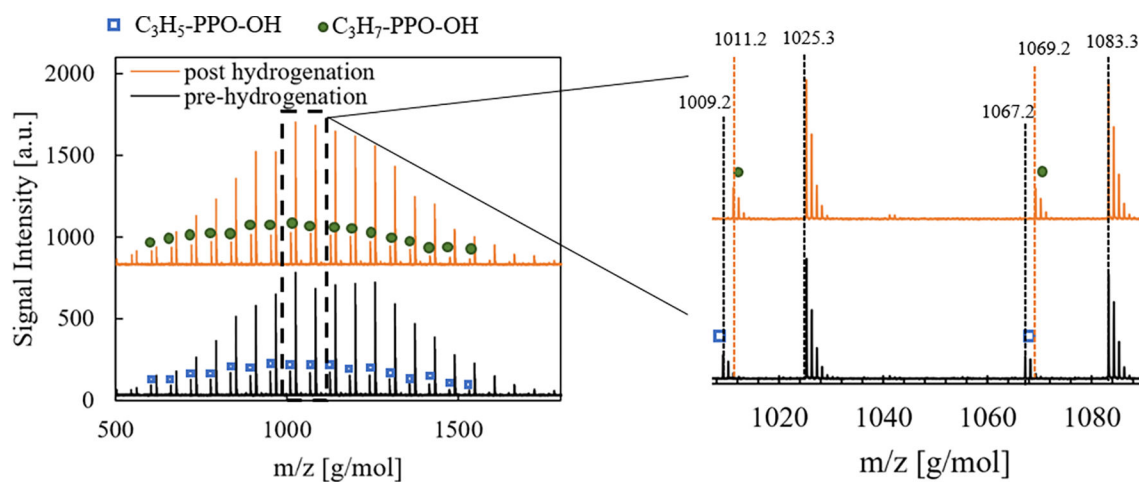 C₃H₅-PPO-OH
C₃H₇-PPO-OH
2000
1500
1000
500
0
Signal Intensity [a.u.]
post hydrogenation
pre-hydrogenation
500
1000
1500
m/z [g/mol]
1011.2
1025.3
1069.2
1083.3
1009.2
1067.2
1020
1040
1060
1080
m/z [g/mol]